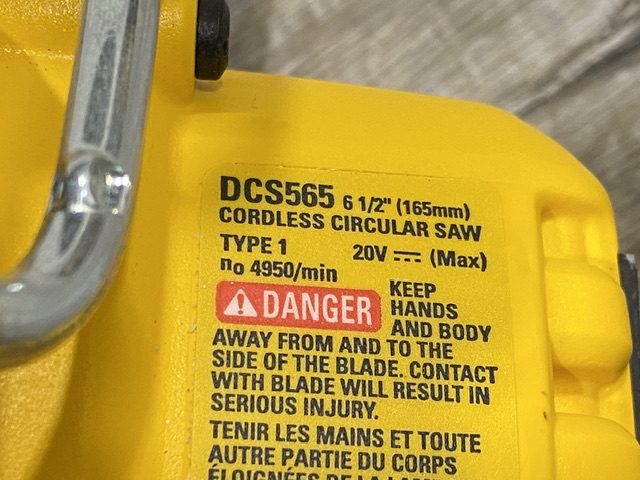 DCS565 6 1/2" (165mm)
CORDLESS CIRCULAR SAW
TYPE 1 20V ⎓ (Max)
no 4950/min
⚠ DANGER KEEP
HANDS
AND BODY
AWAY FROM AND TO THE
SIDE OF THE BLADE. CONTACT
WITH BLADE WILL RESULT IN
SERIOUS INJURY.
TENIR LES MAINS ET TOUTE
AUTRE PARTIE DU CORPS
ÉLOIGNÉES DE LA